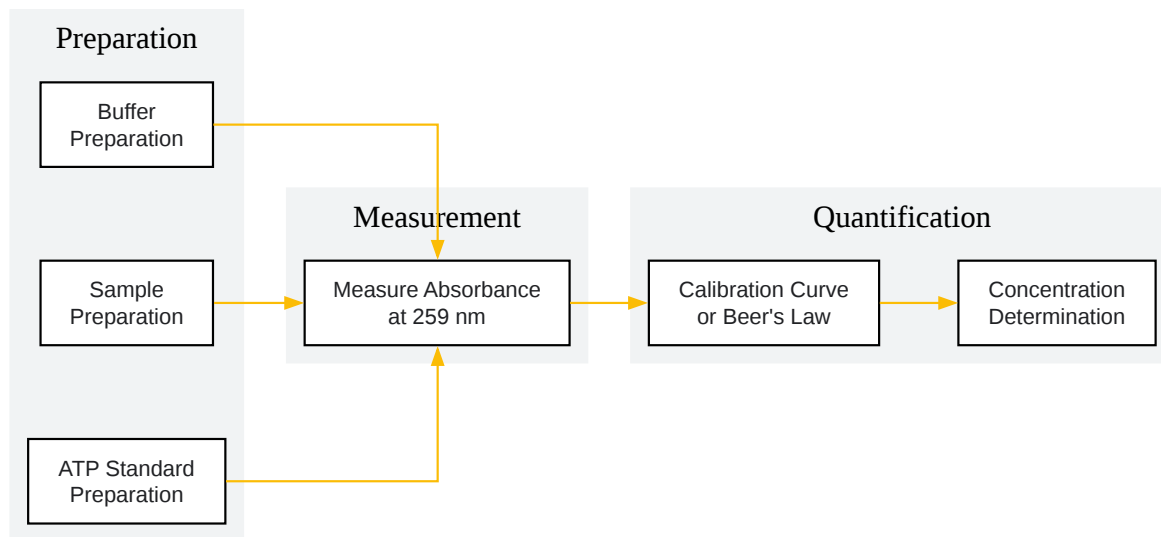 Preparation
Buffer
Preparation
Sample
Preparation
ATP Standard
Preparation
Measurement
Measure Absorbance
at 259 nm
Quantification
Calibration Curve
or Beer's Law
Concentration
Determination